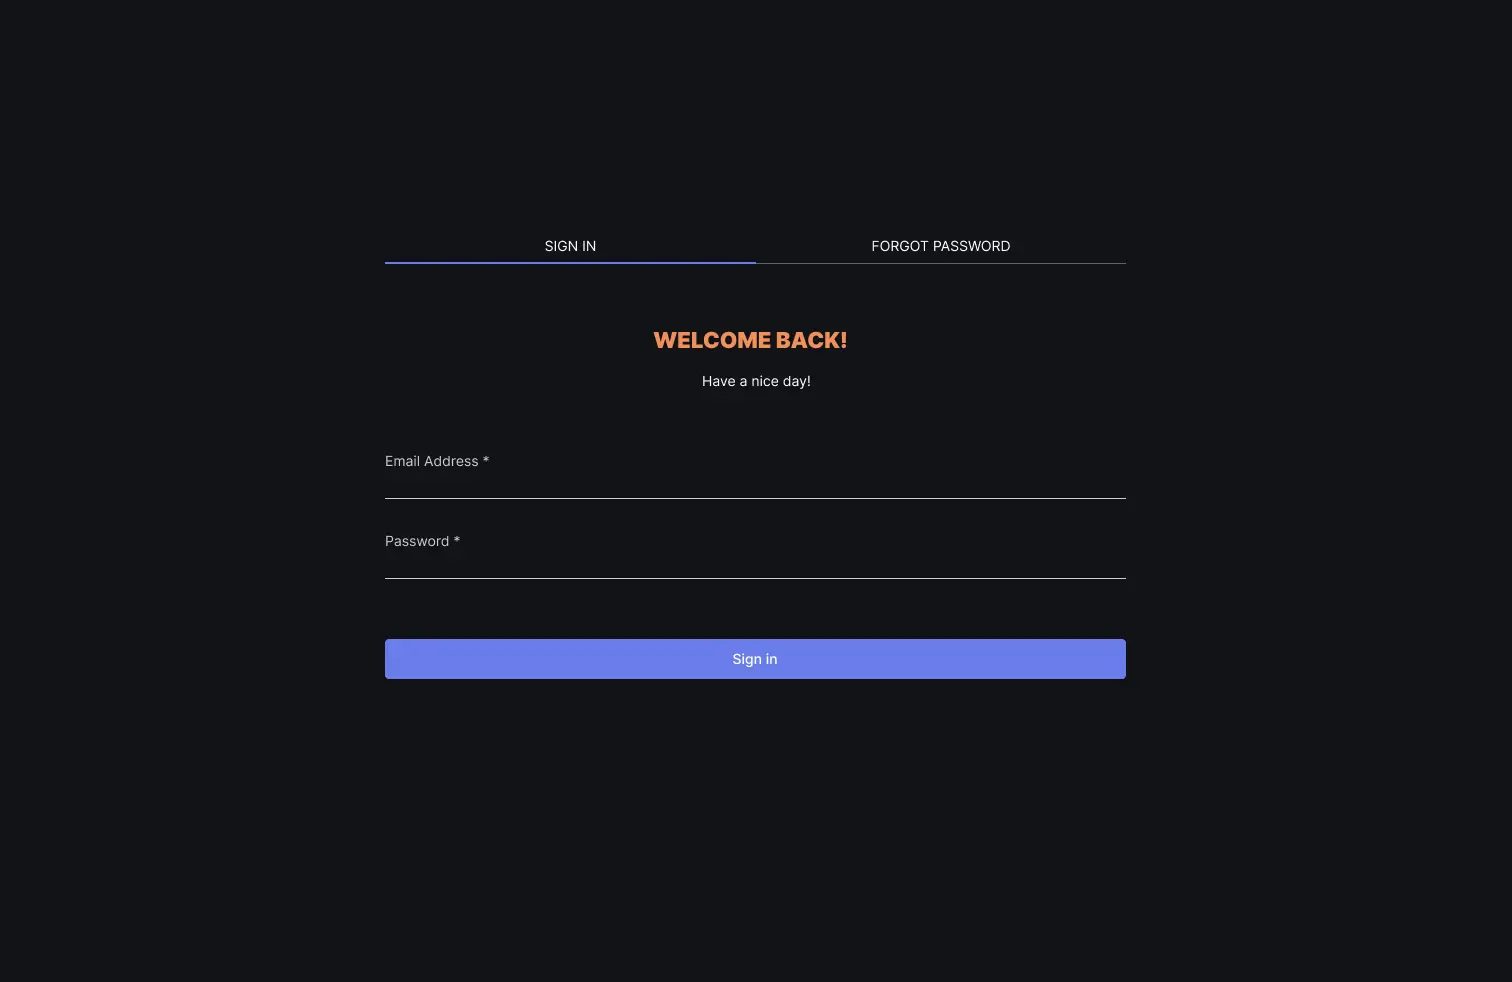 SIGN IN
FORGOT PASSWORD
WELCOME BACK!
Have a nice day!
Email Address *
Password *
Sign in